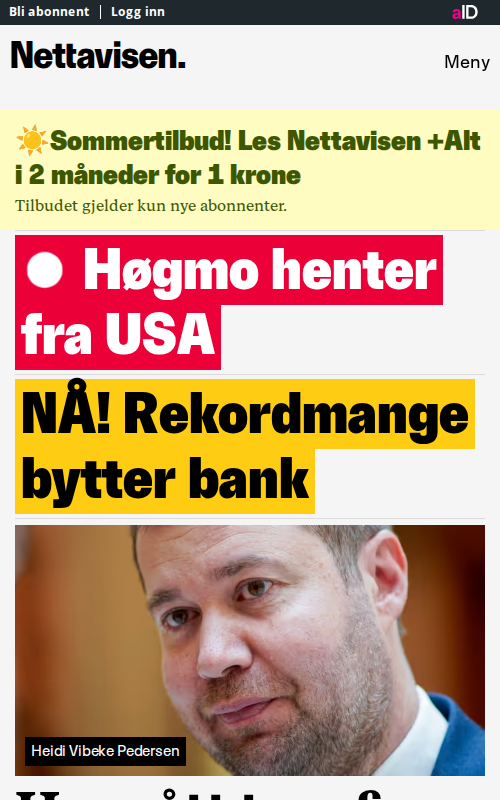 Bli abonnent Logg inn aID
Nettavisen.
Meny
☀️Sommertilbud! Les Nettavisen +Alt
i 2 måneder for 1 krone
Tilbudet gjelder kun nye abonnenter.
Høgmo henter
fra USA
NÅ! Rekordmange
bytter bank
Heidi Vibeke Pedersen